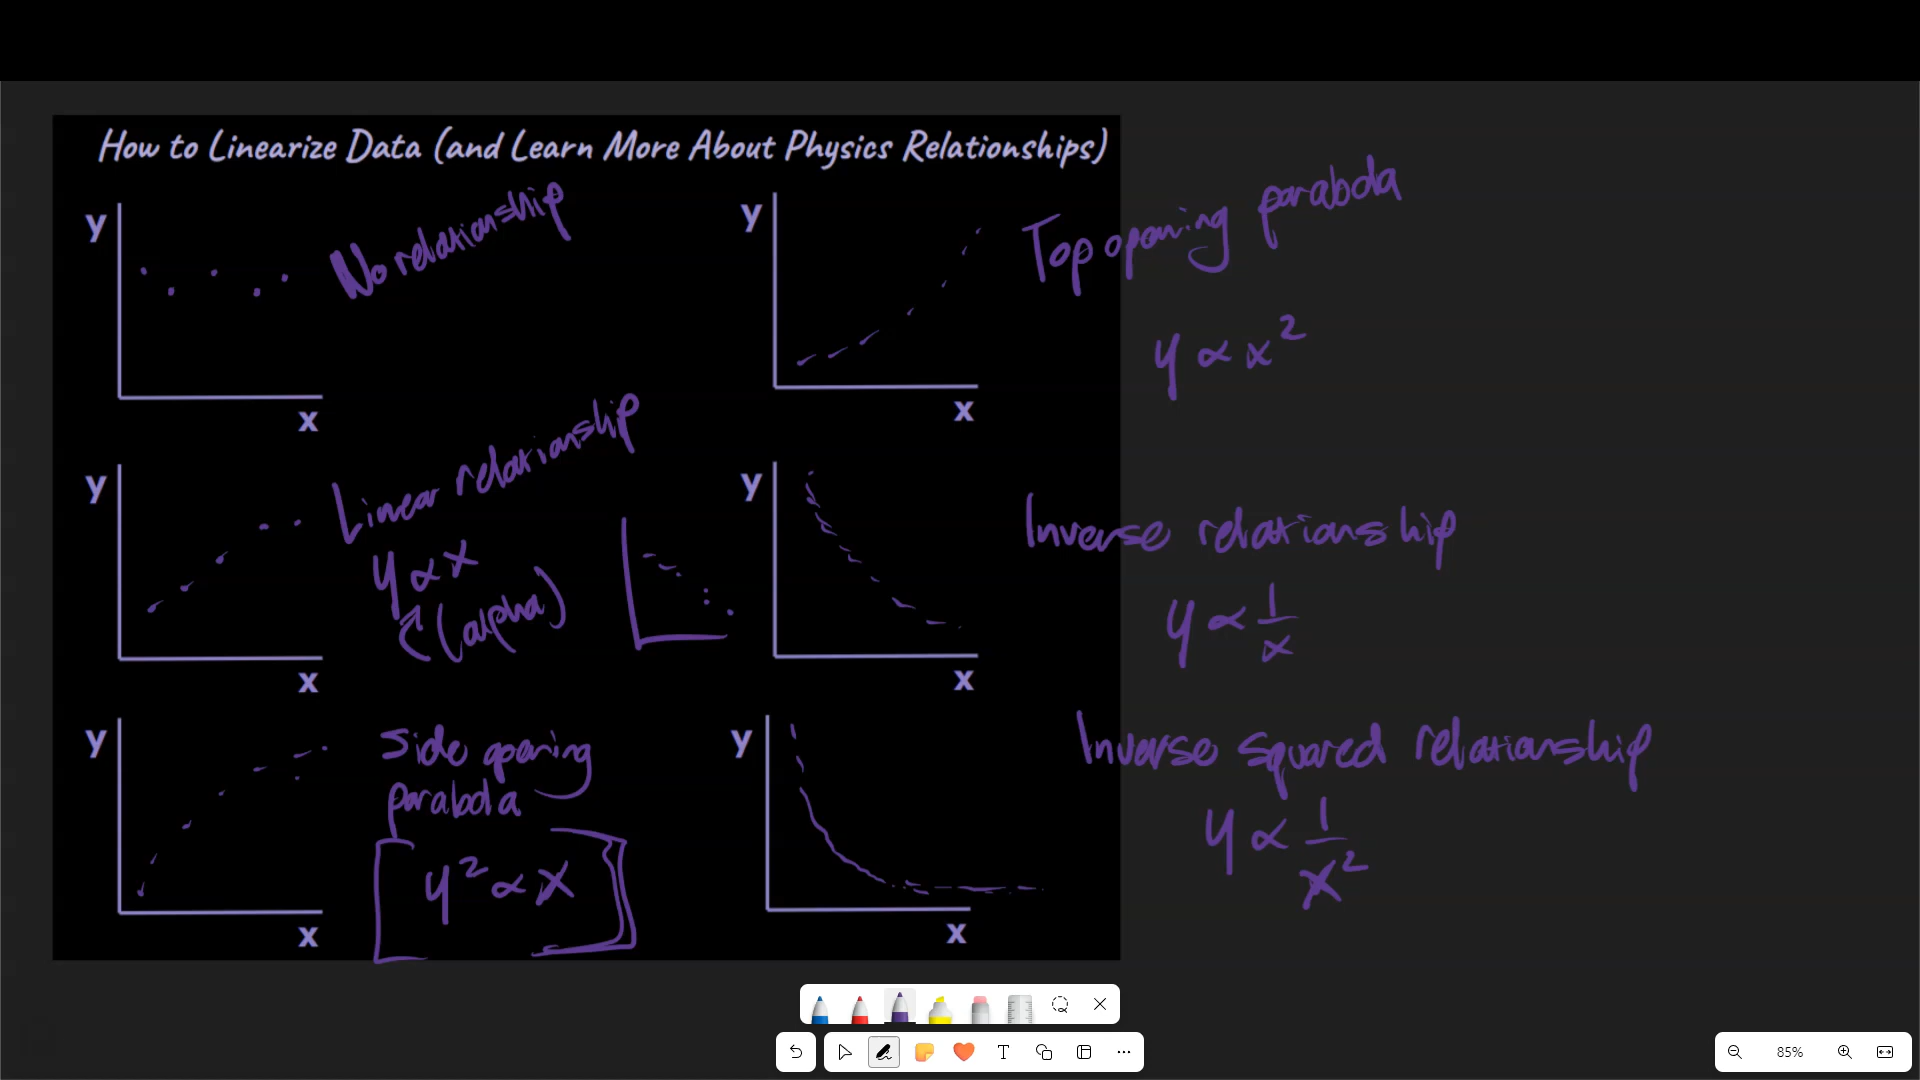 How to Linearize Data (and Learn More About Physics Relationships)
y
No relationship
x
y
Top opening parabola
y ∝ x²
x
y
Linear relationship
y ∝ x
(alpha)
x
y
Inverse relationship
y ∝ 1/x
x
y
Side opening
parabola
y² ∝ x
x
y
Inverse squared relationship
y ∝ 1/x²
x
T
85%